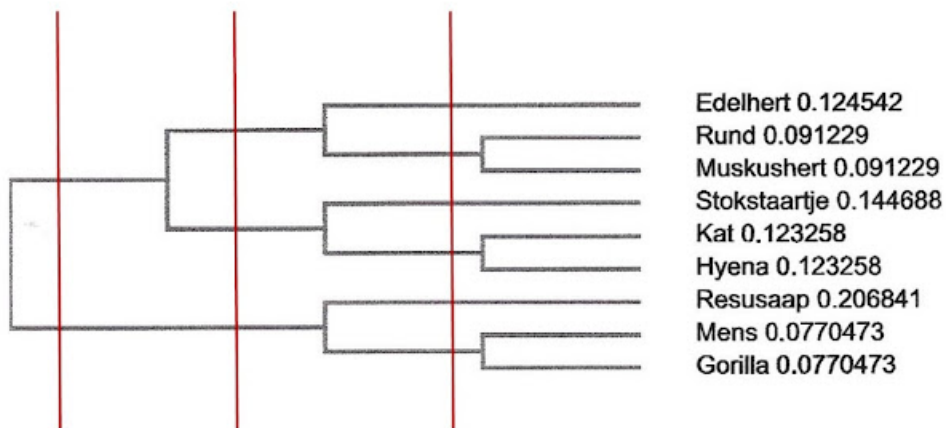 Edelhert 0.124542
Rund 0.091229
Muskushert 0.091229
Stokstaartje 0.144688
Kat 0.123258
Hyena 0.123258
Resusaap 0.206841
Mens 0.0770473
Gorilla 0.0770473